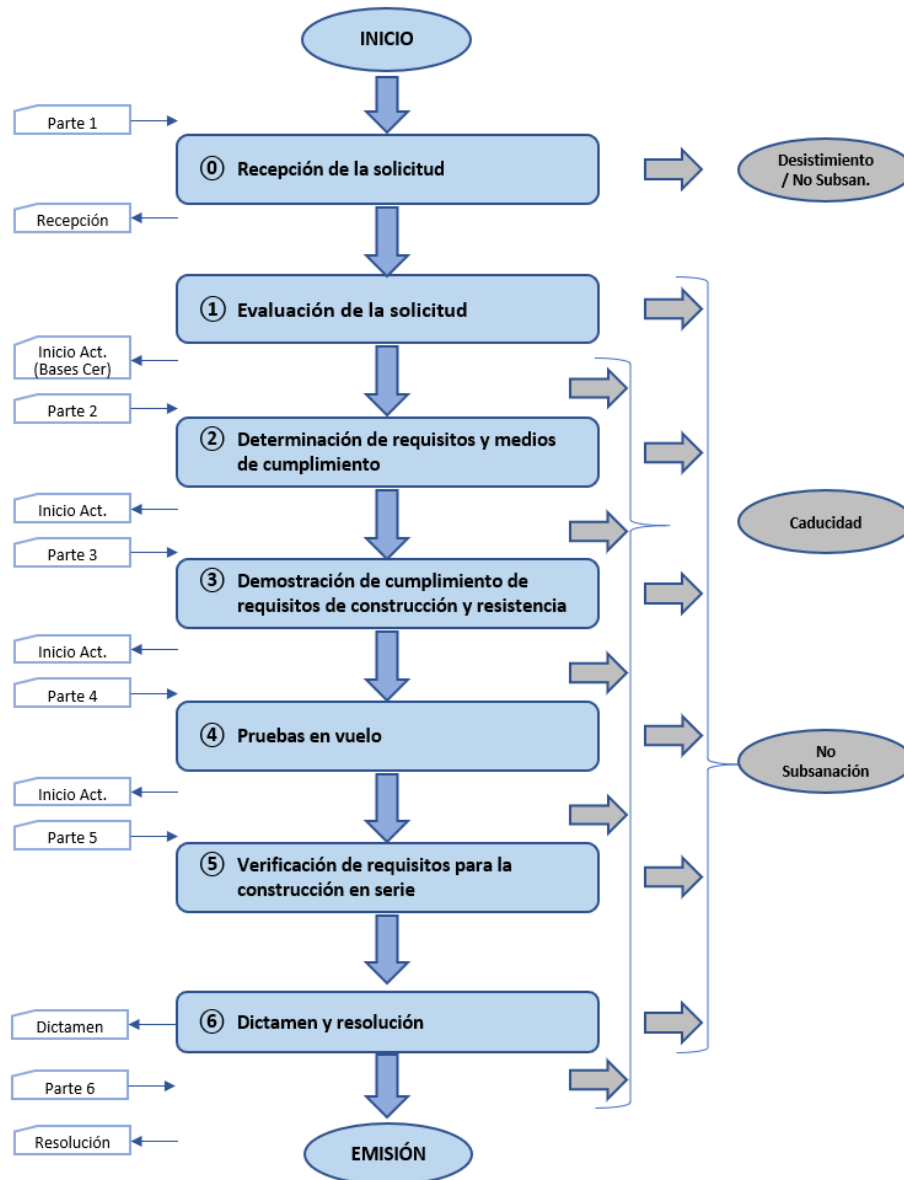 INICIO
Parte 1
⓪ Recepción de la solicitud
Desistimiento
/ No Subsan.
Recepción
① Evaluación de la solicitud
Inicio Act.
(Bases Cer)
Parte 2
② Determinación de requisitos y medios
de cumplimiento
Inicio Act.
Caducidad
Parte 3
③ Demostración de cumplimiento de
requisitos de construcción y resistencia
Inicio Act.
Parte 4
④ Pruebas en vuelo
No
Subsanación
Inicio Act.
Parte 5
⑤ Verificación de requisitos para la
construcción en serie
⑥ Dictamen y resolución
Dictamen
Parte 6
Resolución
EMISIÓN